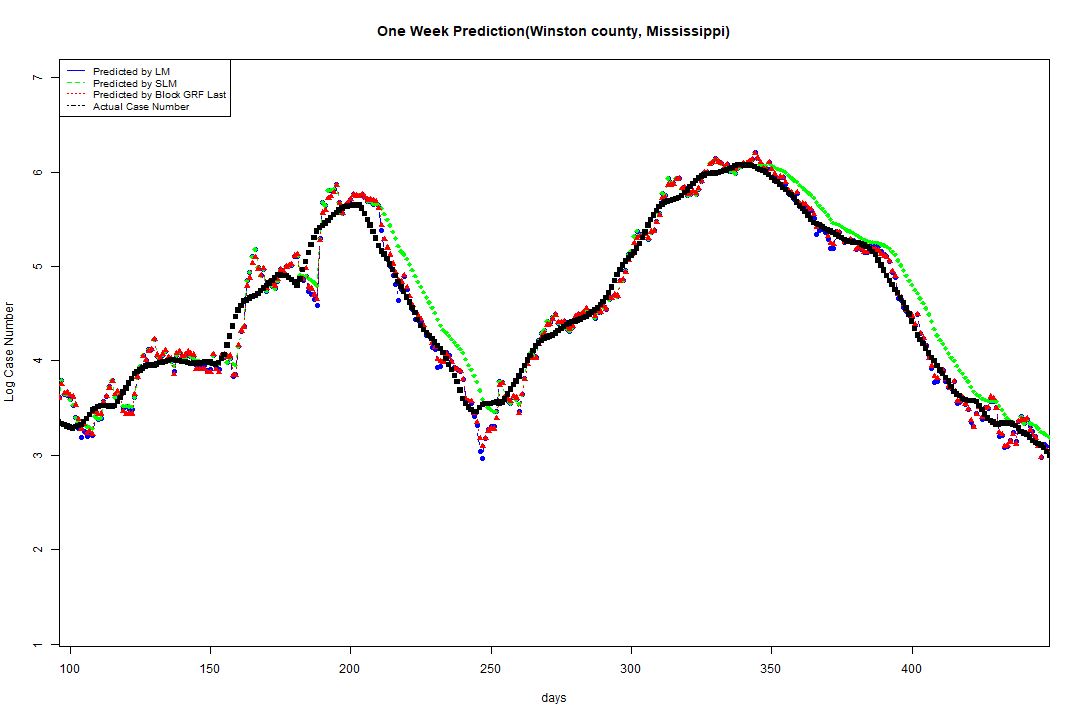 One Week Prediction(Winston county, Mississippi)
Predicted by LM
Predicted by SLM
Predicted by Block GRF Last
Actual Case Number
Log Case Number
7
6
5
4
3
2
1
100 150 200 250 300 350 400
days